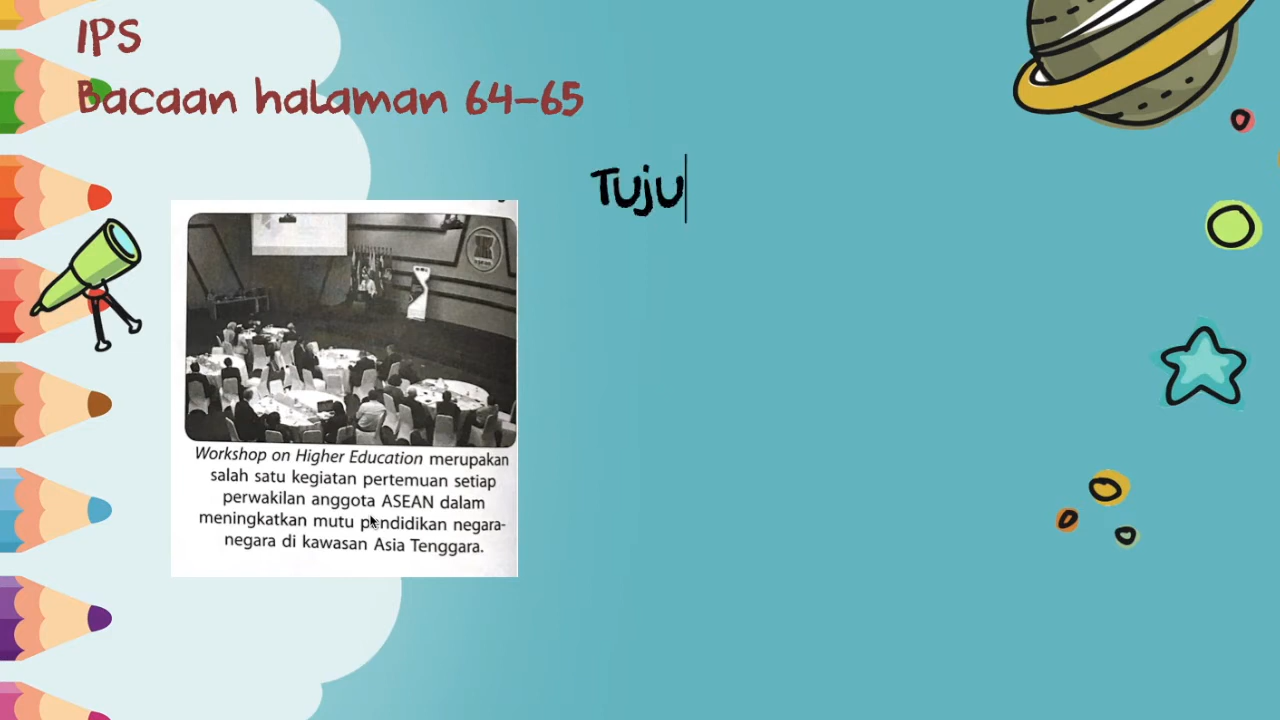 IPS
Bacaan halaman 64-65
Tuju
Workshop on Higher Education merupakan
salah satu kegiatan pertemuan setiap
perwakilan anggota ASEAN dalam
meningkatkan mutu pendidikan negara-
negara di kawasan Asia Tenggara.